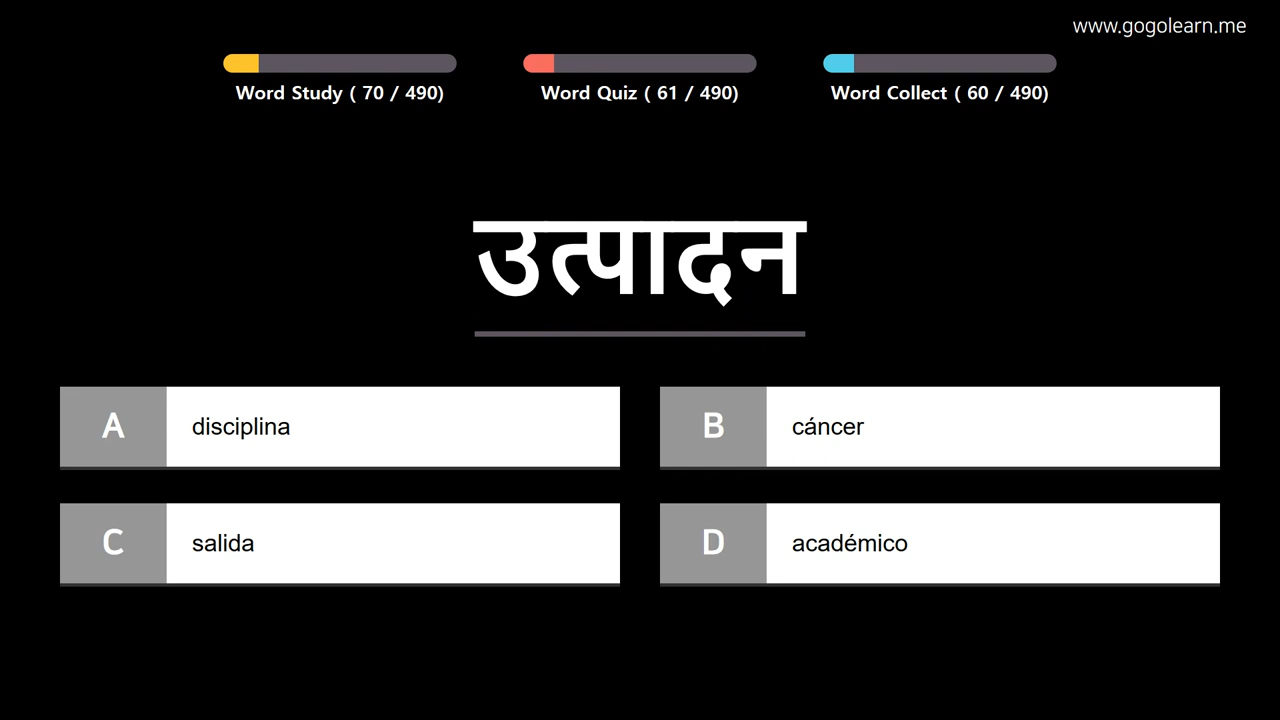 www.gogolearn.me
Word Study ( 70 / 490)
Word Quiz ( 61 / 490)
Word Collect ( 60 / 490)
उत्पादन
A disciplina
B cáncer
C salida
D académico